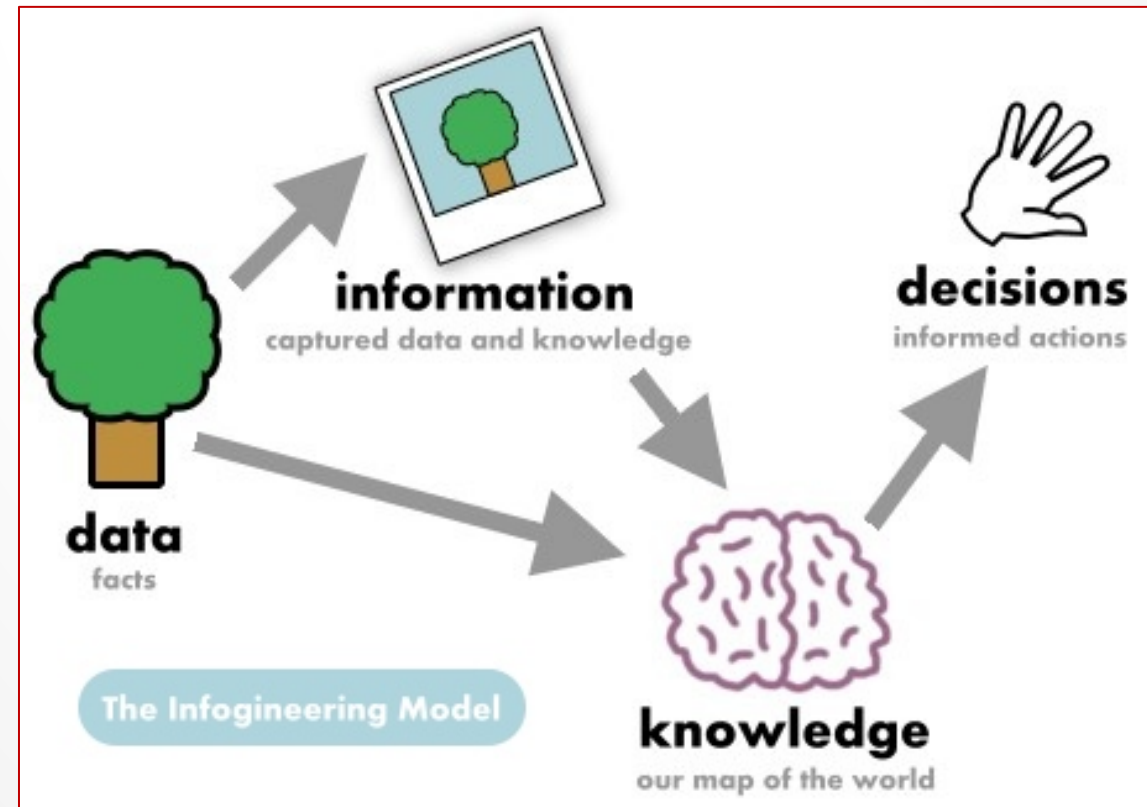 information
captured data and knowledge
decisions
informed actions
data
facts
The Infogineering Model
knowledge
our map of the world